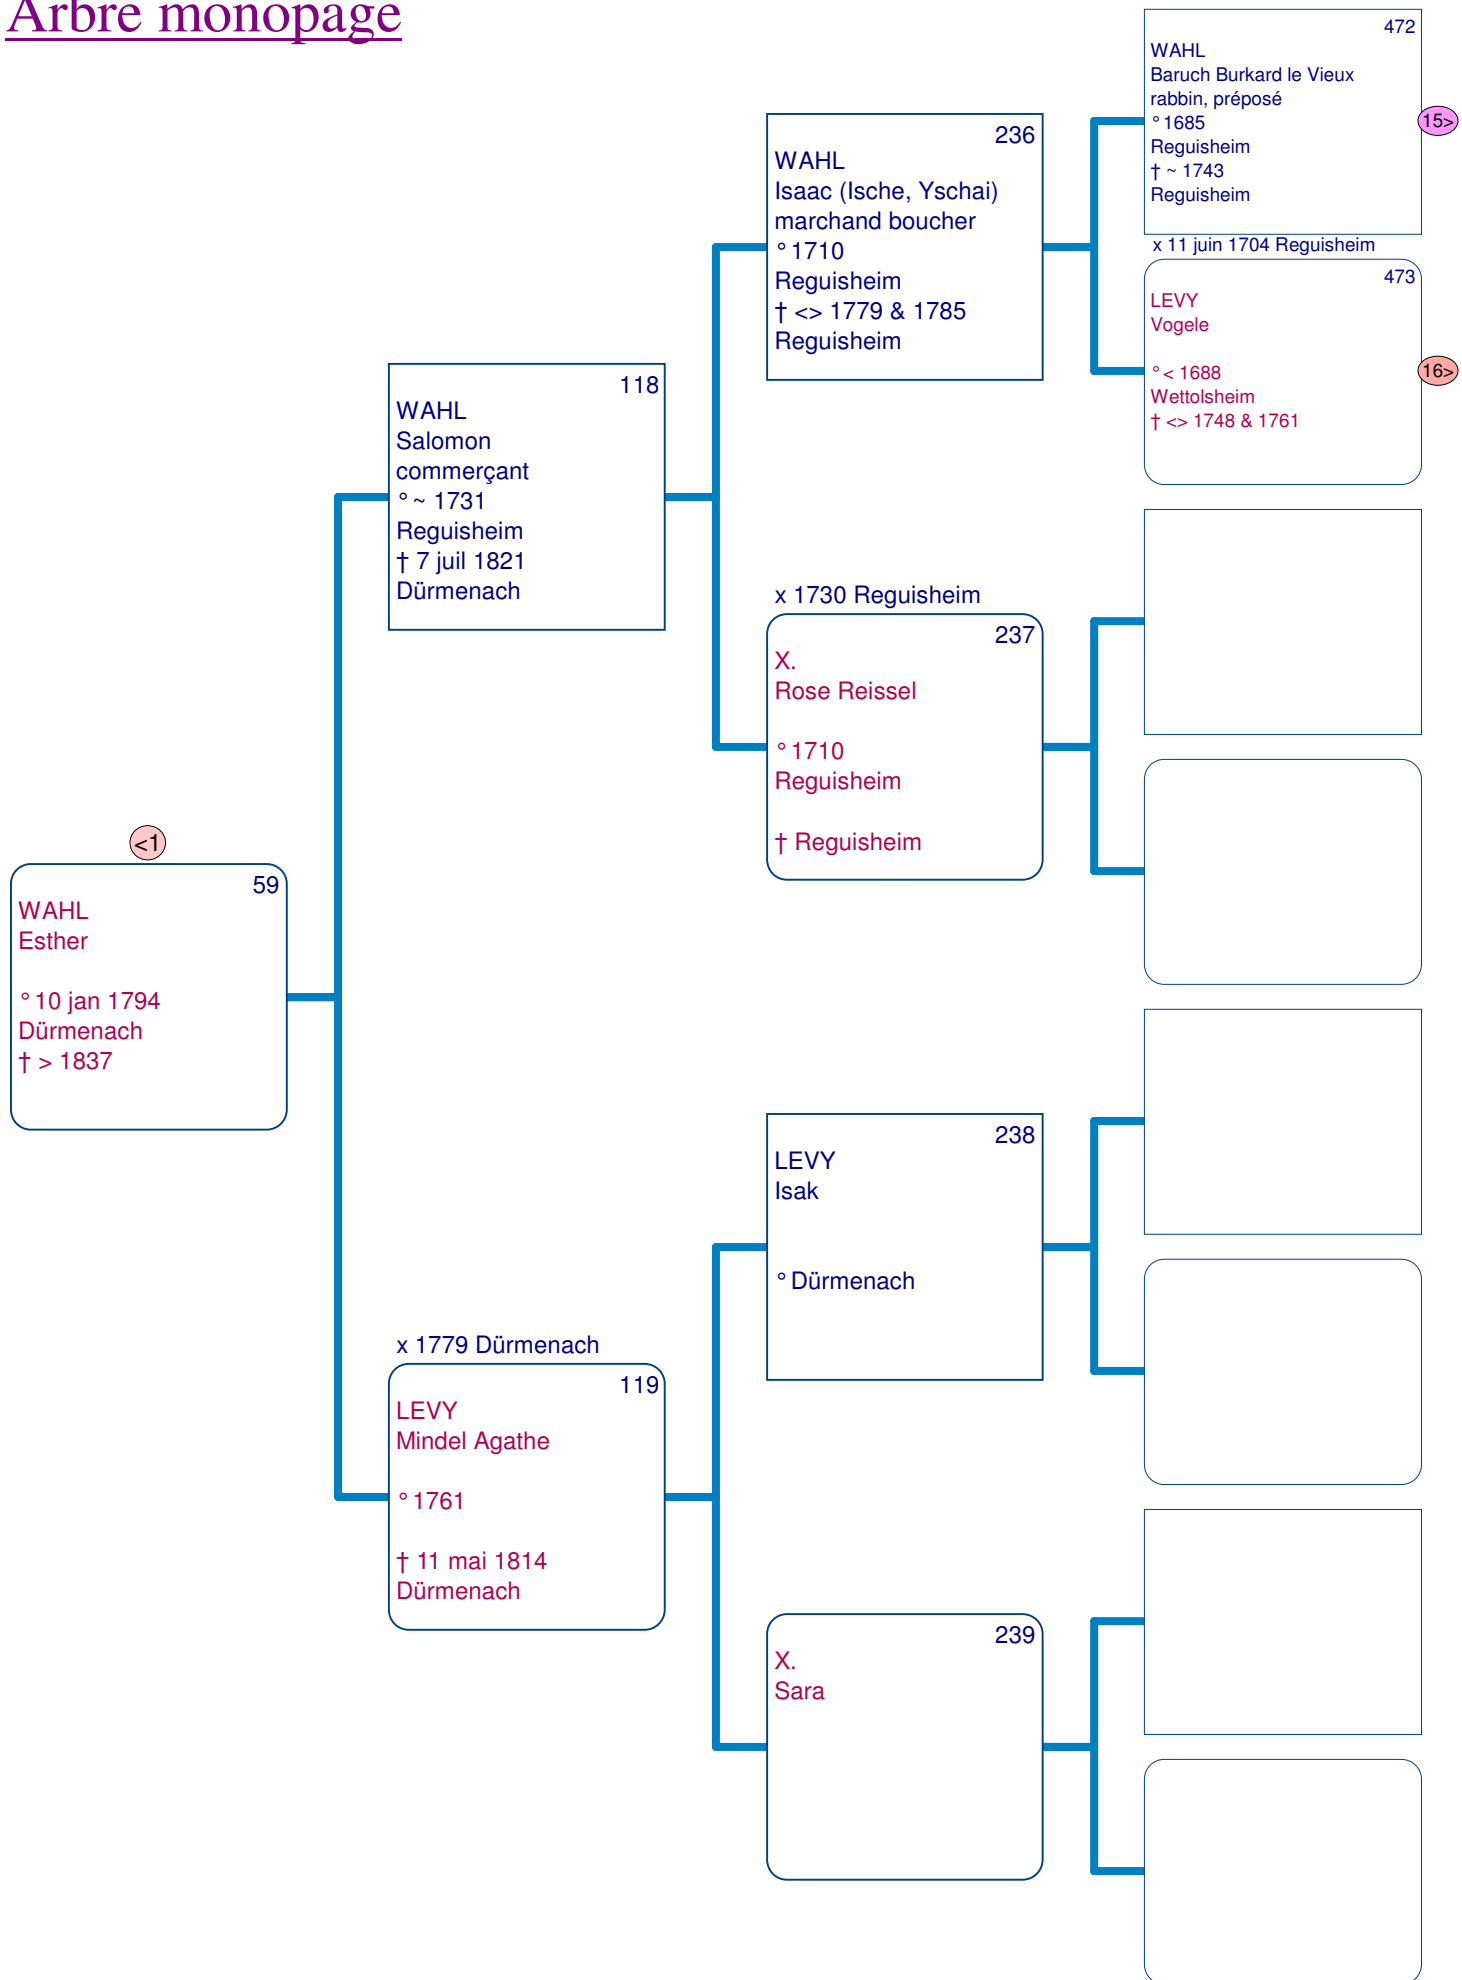 Arbre monopage
<1
59
WAHL
Esther
° 10 jan 1794
Dürmenach
† > 1837
118
WAHL
Salomon
commerçant
° ~ 1731
Reguisheim
† 7 juil 1821
Dürmenach
x 1779 Dürmenach
119
LEVY
Mindel Agathe
° 1761
† 11 mai 1814
Dürmenach
236
WAHL
Isaac (Ische, Yschai)
marchand boucher
° 1710
Reguisheim
† <> 1779 & 1785
Reguisheim
x 1730 Reguisheim
237
X.
Rose Reissel
° 1710
Reguisheim
† Reguisheim
238
LEVY
Isak
° Dürmenach
239
X.
Sara
472
WAHL
Baruch Burkard le Vieux
rabbin, préposé
° 1685
Reguisheim
† ~ 1743
Reguisheim
15>
x 11 juin 1704 Reguisheim
473
LEVY
Vogele
° < 1688
Wettolsheim
† <> 1748 & 1761
16>